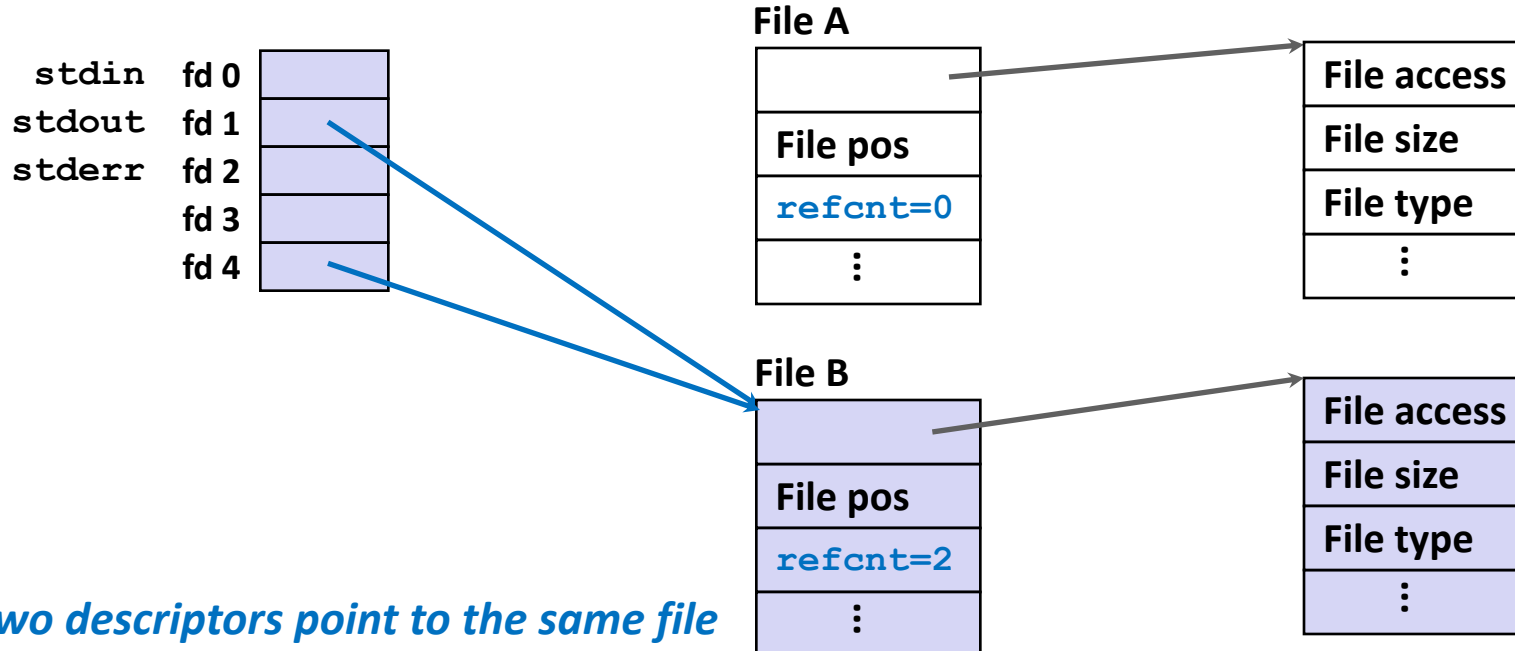 stdin fd 0
stdout fd 1
stderr fd 2
fd 3
fd 4
File A
File pos
refcnt=0
⋮
File access
File size
File type
⋮
File B
File pos
refcnt=2
⋮
File access
File size
File type
⋮
wo descriptors point to the same file